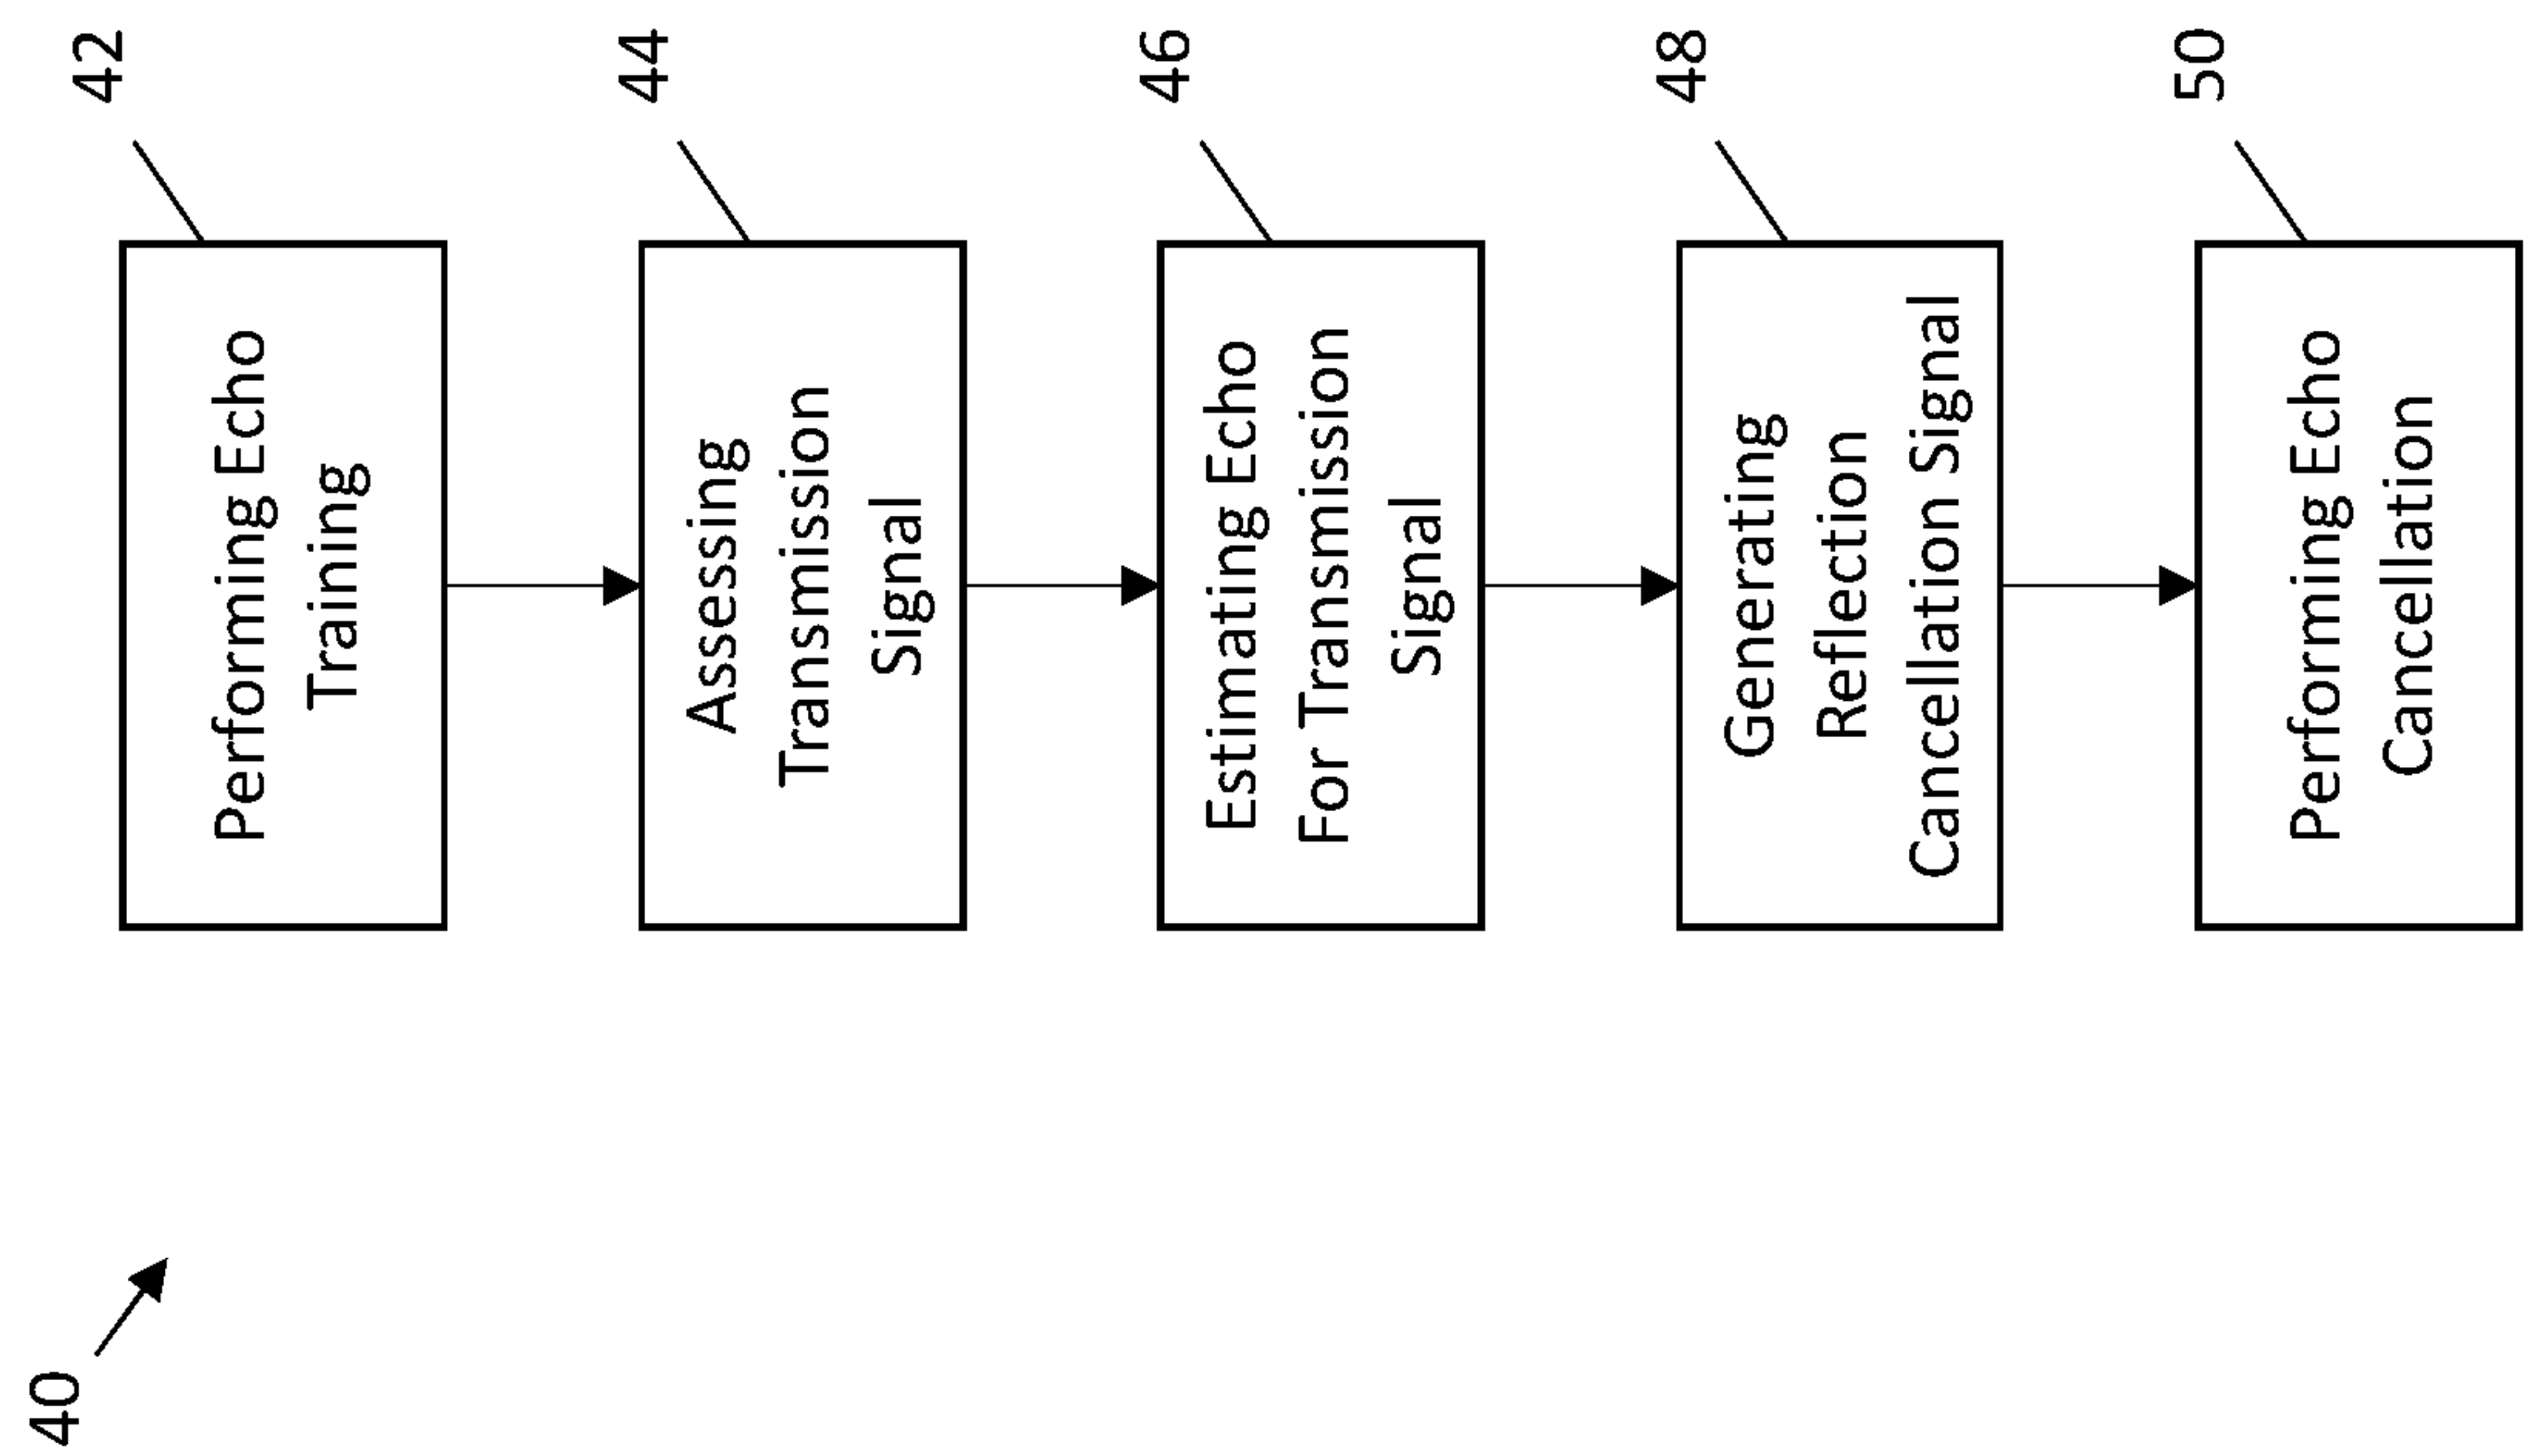 40
42
Performing Echo
Training
44
Assessing
Transmission
Signal
46
Estimating Echo
For Transmission
Signal
48
Generating
Reflection
Cancellation Signal
50
Performing Echo
Cancellation